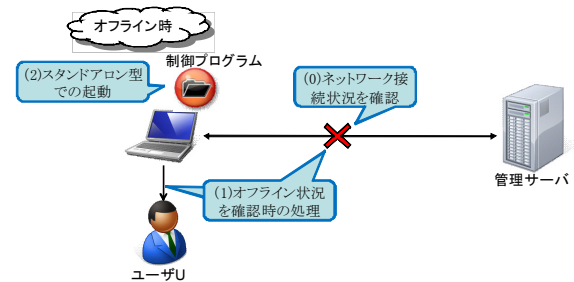 オフライン時
制御プログラム
(2)スタンドアロン型
での起動
(0)ネットワーク接
続状況を確認
管理サーバ
(1)オフライン状況
を確認時の処理
ユーザU